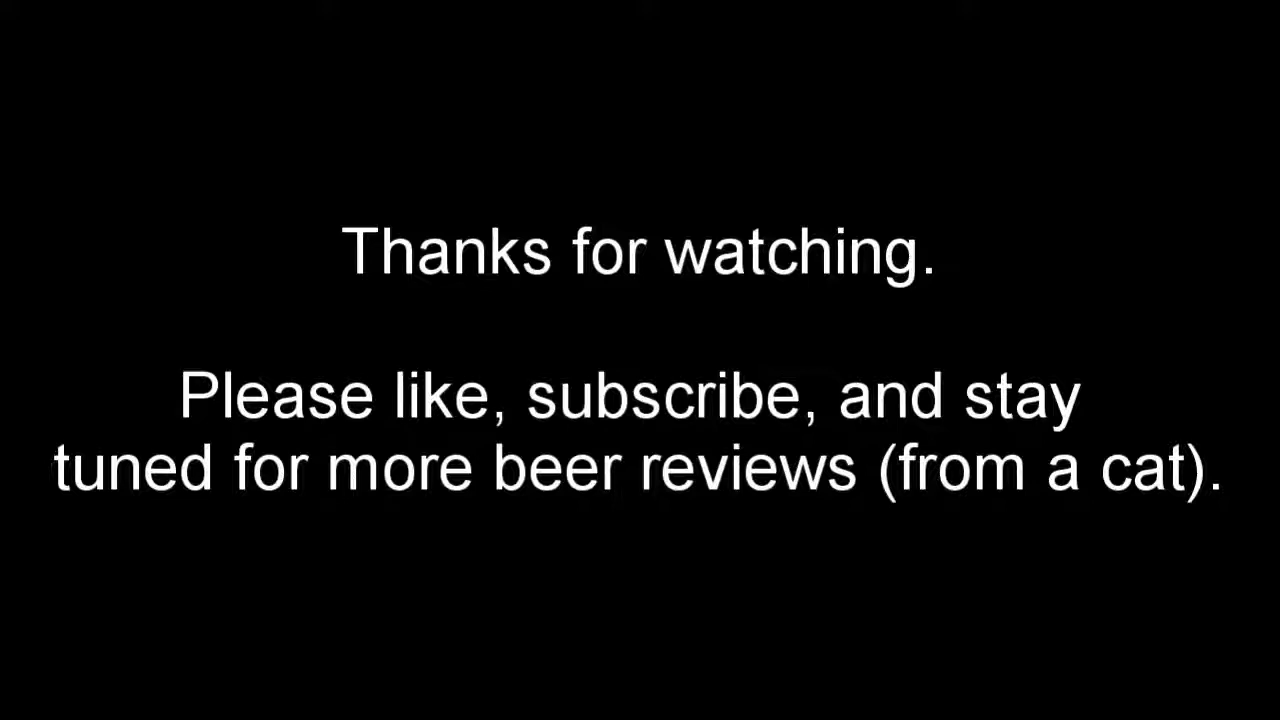 Thanks for watching.
Please like, subscribe, and stay
tuned for more beer reviews (from a cat).